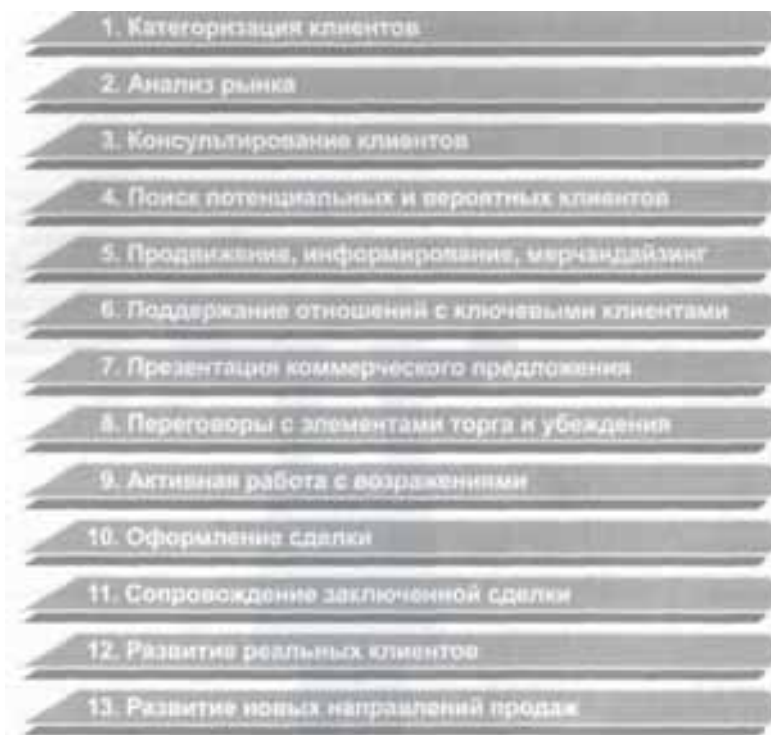 1. Категоризация клиентов
2. Анализ рынка
3. Консультирование клиентов
4. Поиск потенциальных и вероятных клиентов
5. Продвижение, информирование, мерчандайзинг
6. Поддержание отношений с ключевыми клиентами
7. Презентация коммерческого предложения
8. Переговоры с элементами торга и убеждения
9. Активная работа с возражениями
10. Оформление сделки
11. Сопровождение заключенной сделки
12. Развитие реальных клиентов
13. Развитие новых направлений продаж